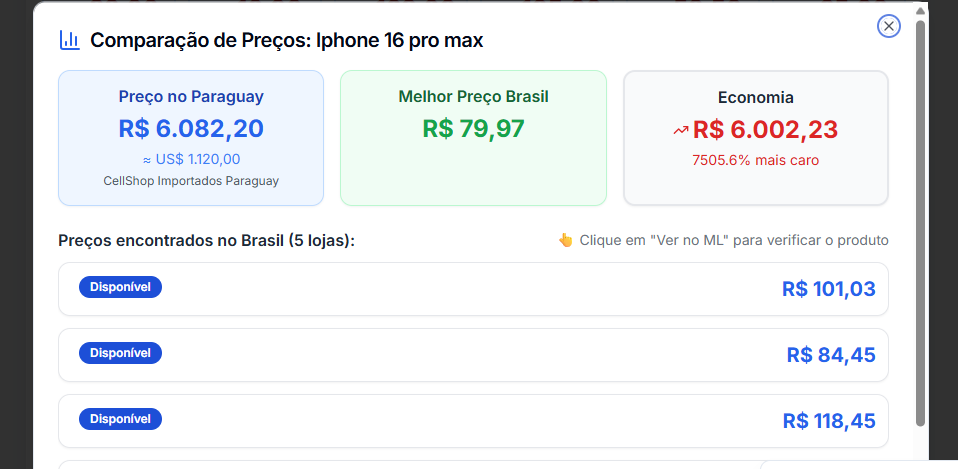 Comparação de Preços: Iphone 16 pro max
Preço no Paraguay
R$ 6.082,20
≈ US$ 1.120,00
CellShop Importados Paraguay
Melhor Preço Brasil
R$ 79,97
Economia
R$ 6.002,23
7505.6% mais caro
Preços encontrados no Brasil (5 lojas):
👆 Clique em "Ver no ML" para verificar o produto
Disponível
R$ 101,03
Disponível
R$ 84,45
Disponível
R$ 118,45